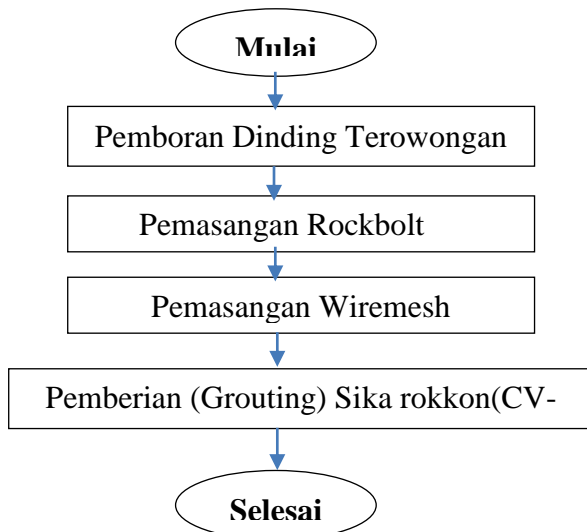 Mulai
Pemboran Dinding Terowongan
Pemasangan Rockbolt
Pemasangan Wiremesh
Pemberian (Grouting) Sika rokkon(CV-
Selesai